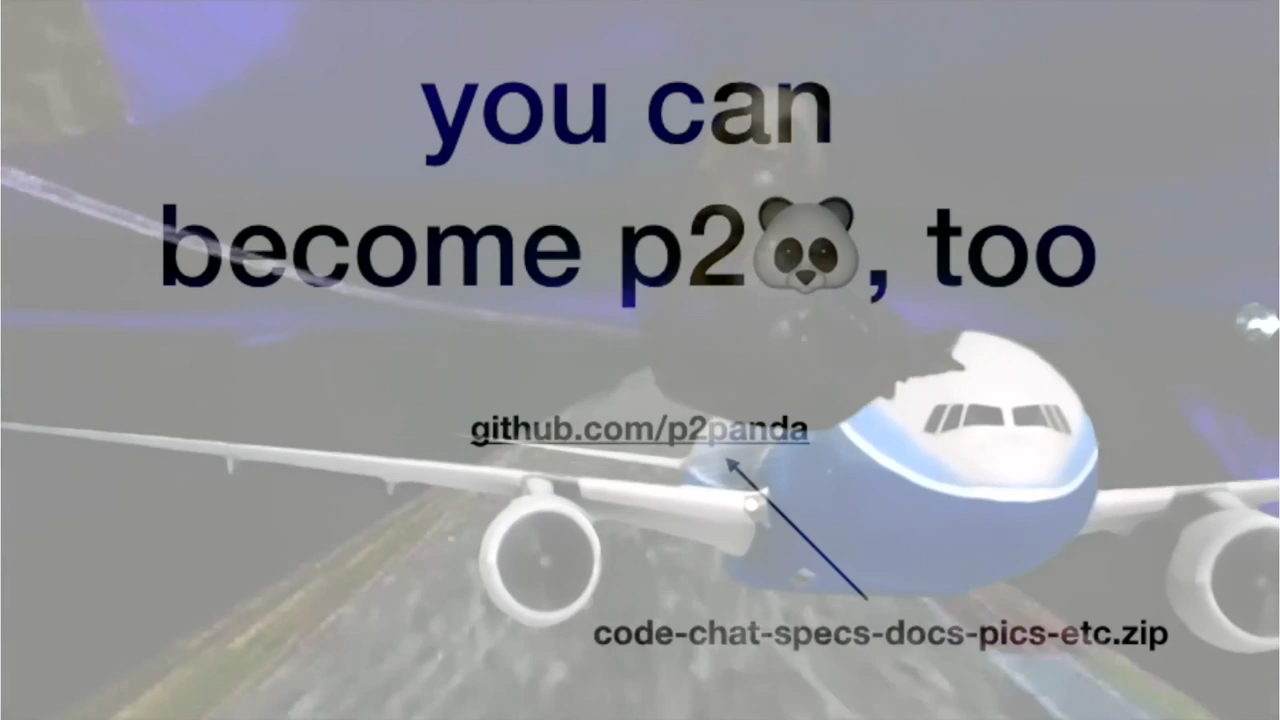 you can
become p2🐼, too
github.com/p2panda
code-chat-specs-docs-pics-etc.zip